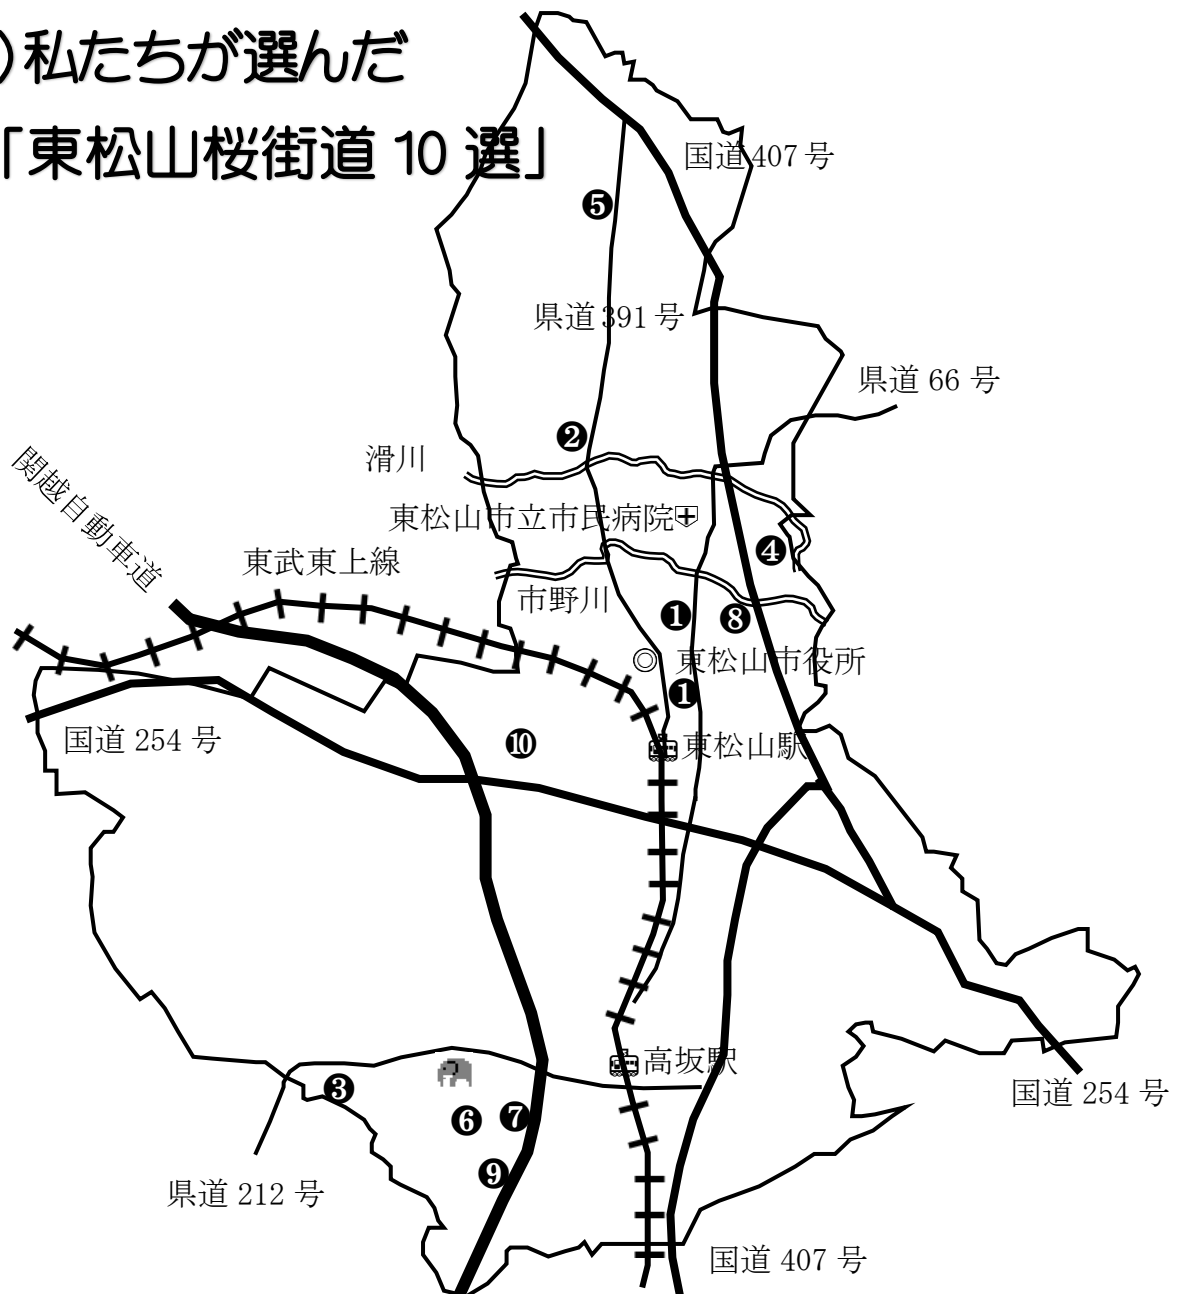 ）私たちが選んだ
「東松山桜街道 10 選」
国道 407 号
❺
県道 391 号
県道 66 号
❷
滑川
関越自動車道
東松山市立市民病院
❹
東武東上線
市野川
❶
❽
東松山市役所
❶
国道 254 号
❿
東松山駅
高坂駅
❸
国道 254 号
❻
❼
❾
県道 212 号
国道 407 号